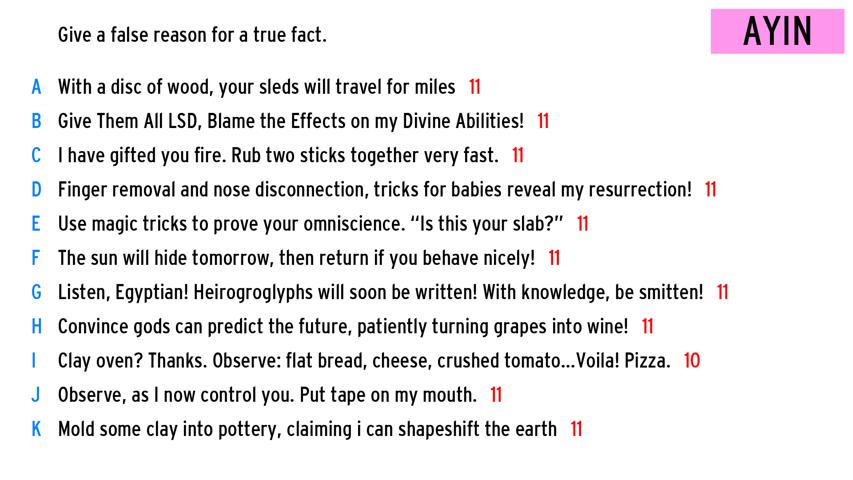 Give a false reason for a true fact.
AYIN
A With a disc of wood, your sleds will travel for miles 11
B Give Them All LSD, Blame the Effects on my Divine Abilities! 11
C I have gifted you fire. Rub two sticks together very fast. 11
D Finger removal and nose disconnection, tricks for babies reveal my resurrection! 11
E Use magic tricks to prove your omniscience. “Is this your slab?” 11
F The sun will hide tomorrow, then return if you behave nicely! 11
G Listen, Egyptian! Heirogroglyphs will soon be written! With knowledge, be smitten! 11
H Convince gods can predict the future, patiently turning grapes into wine! 11
I Clay oven? Thanks. Observe: flat bread, cheese, crushed tomato...Voila! Pizza. 10
J Observe, as I now control you. Put tape on my mouth. 11
K Mold some clay into pottery, claiming i can shapeshift the earth 11